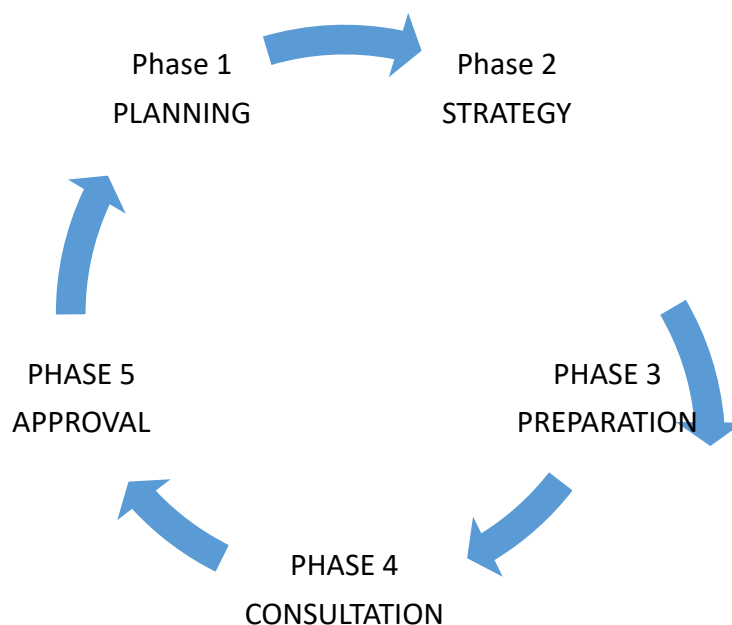 Phase 1
PLANNING
Phase 2
STRATEGY
PHASE 3
PREPARATION
PHASE 4
CONSULTATION
PHASE 5
APPROVAL